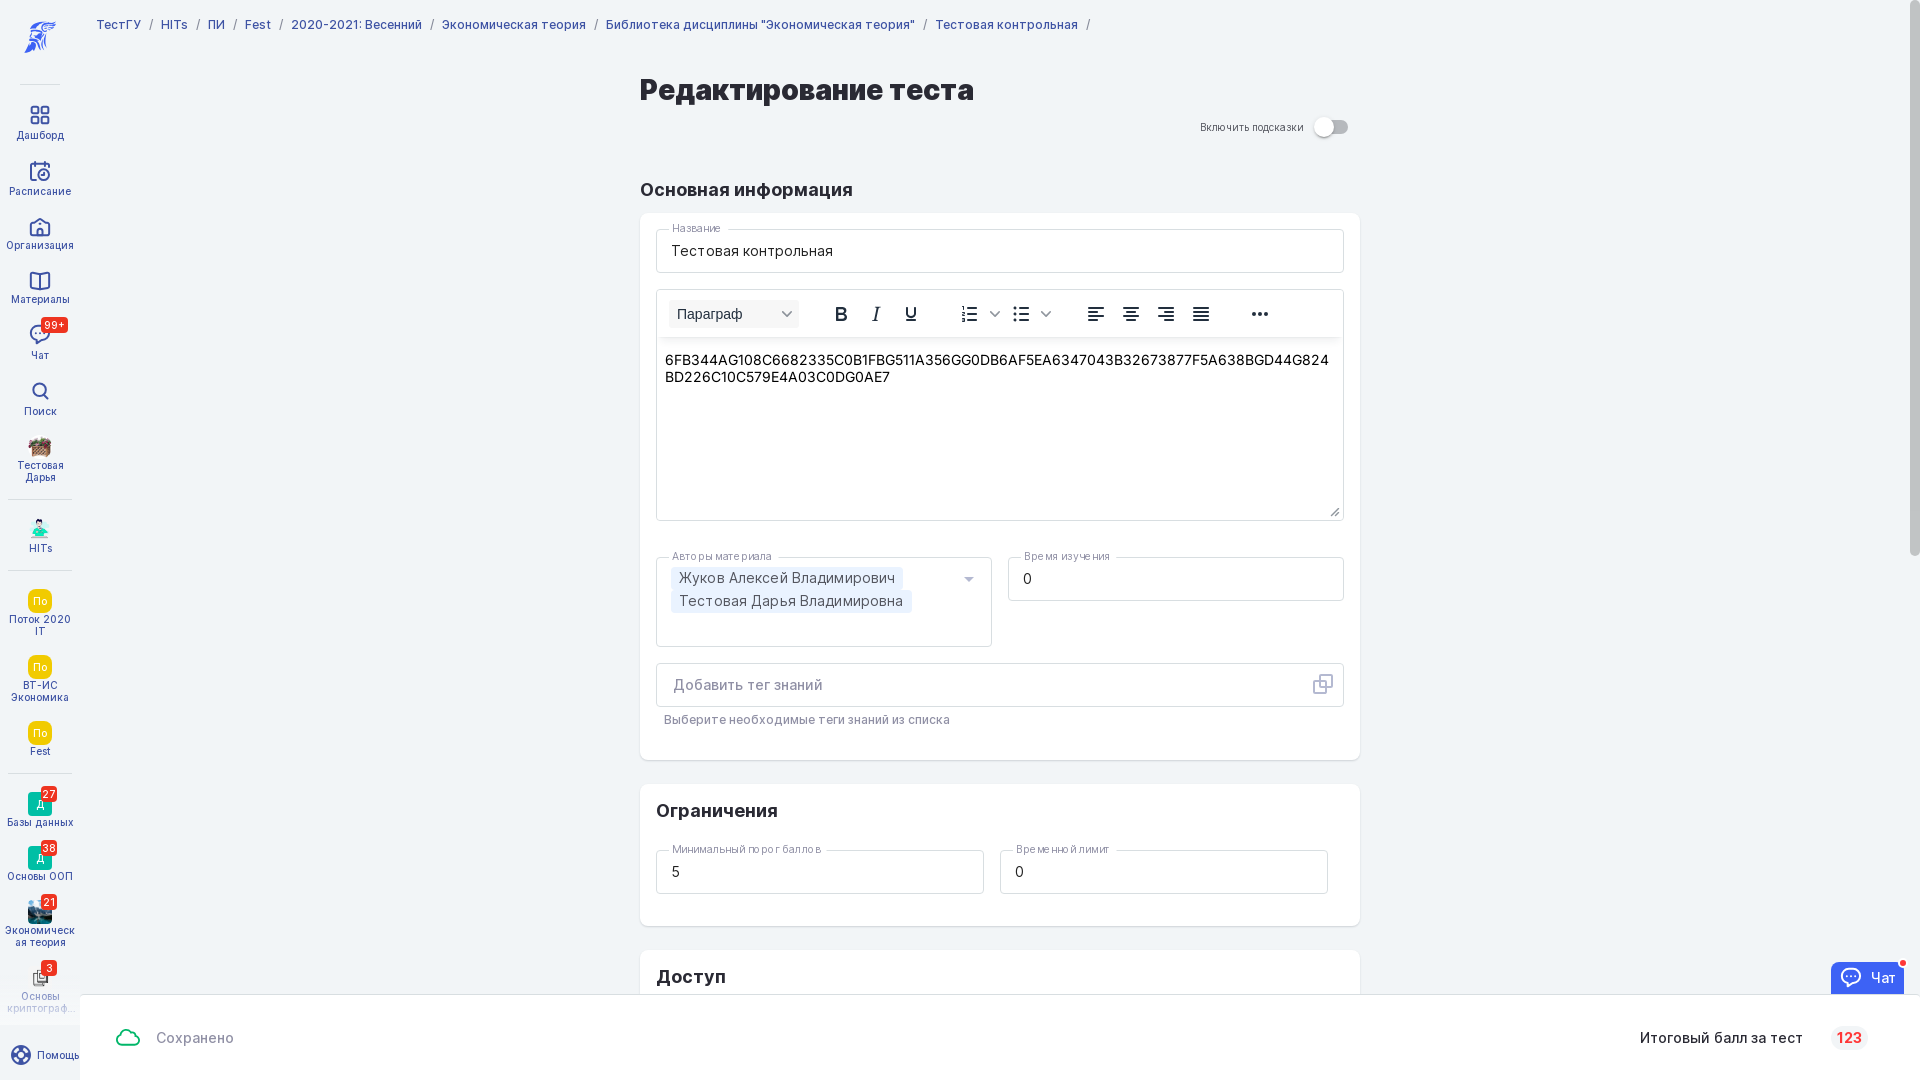 ТестГУ / HITs / ПИ / Fest / 2020-2021: Весенний / Экономическая теория / Библиотека дисциплины "Экономическая теория" / Тестовая контрольная /
Дашборд
Расписание
Организация
Материалы
99+
Чат
Поиск
Тестовая
Дарья
HITs
По
Поток 2020
IT
По
ВТ-ИС
Экономика
По
Fest
27
Д
Базы данных
38
Д
Основы ООП
21
Экономическ
ая теория
3
Основы
криптограф...
Помощь
Редактирование теста
Включить подсказки
Основная информация
Название
Тестовая контрольная
Параграф
6FB344AG108C6682335C0B1FBG511A356GG0DB6AF5EA6347043B32673877F5A638BGD44G824
BD226C10C579E4A03C0DG0AE7
Авторы материала
Жуков Алексей Владимирович
Тестовая Дарья Владимировна
Время изучения
0
Добавить тег знаний
Выберите необходимые теги знаний из списка
Ограничения
Минимальный порог баллов
5
Временной лимит
0
Доступ
Чат
Сохранено
Итоговый балл за тест 123